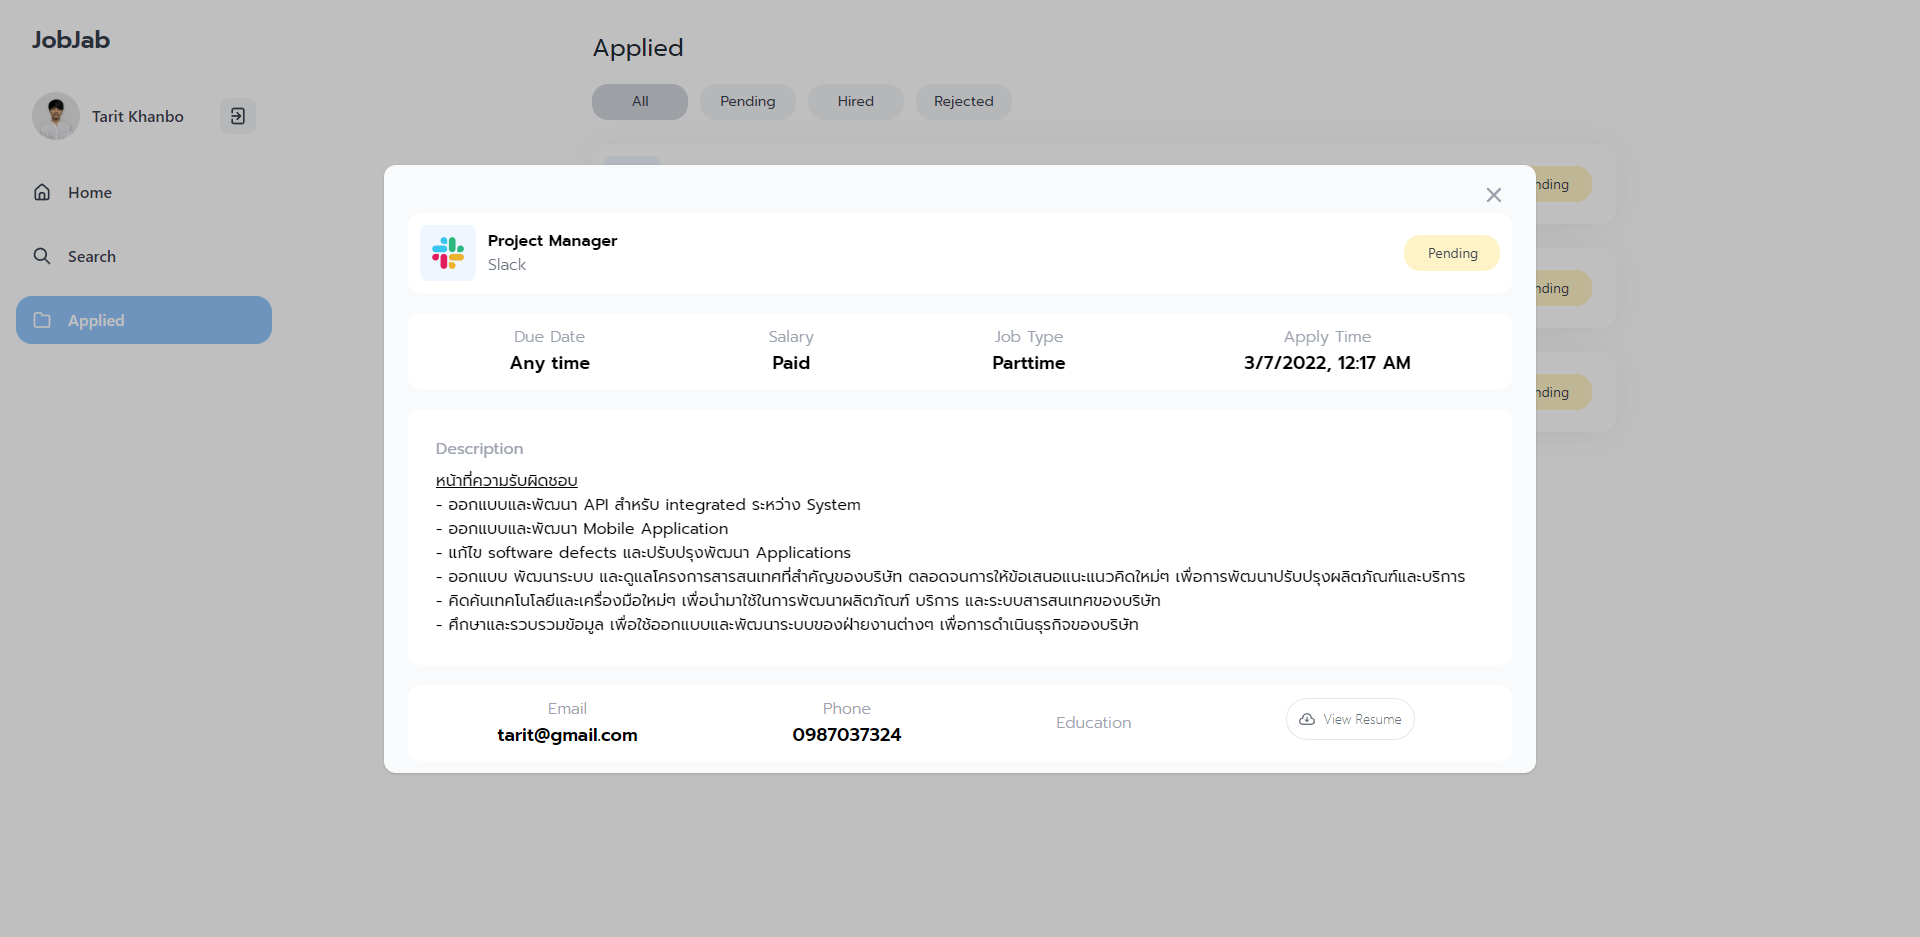 JobJab
Tarit Khanbo
Home
Search
Applied
Applied
All
Pending
Hired
Rejected
Project Manager
Slack
Pending
Due Date
Any time
Salary
Paid
Job Type
Parttime
Apply Time
3/7/2022, 12:17 AM
Description
หน้าที่ความรับผิดชอบ
- ออกแบบและพัฒนา API สำหรับ integrated ระหว่าง System
- ออกแบบและพัฒนา Mobile Application
- แก้ไข software defects และปรับปรุงพัฒนา Applications
- ออกแบบ พัฒนาระบบ และดูแลโครงการสารสนเทศที่สำคัญของบริษัท ตลอดจนการให้ข้อเสนอแนะแนวคิดใหม่ๆ เพื่อการพัฒนาปรับปรุงผลิตภัณฑ์และบริการ
- คิดค้นเทคโนโลยีและเครื่องมือใหม่ๆ เพื่อนำมาใช้ในการพัฒนาผลิตภัณฑ์ บริการ และระบบสารสนเทศของบริษัท
- ศึกษาและรวบรวมข้อมูล เพื่อใช้ออกแบบและพัฒนาระบบของฝ่ายงานต่างๆ เพื่อการดำเนินธุรกิจของบริษัท
Email
tarit@gmail.com
Phone
0987037324
Education
View Resume
nding
nding
nding